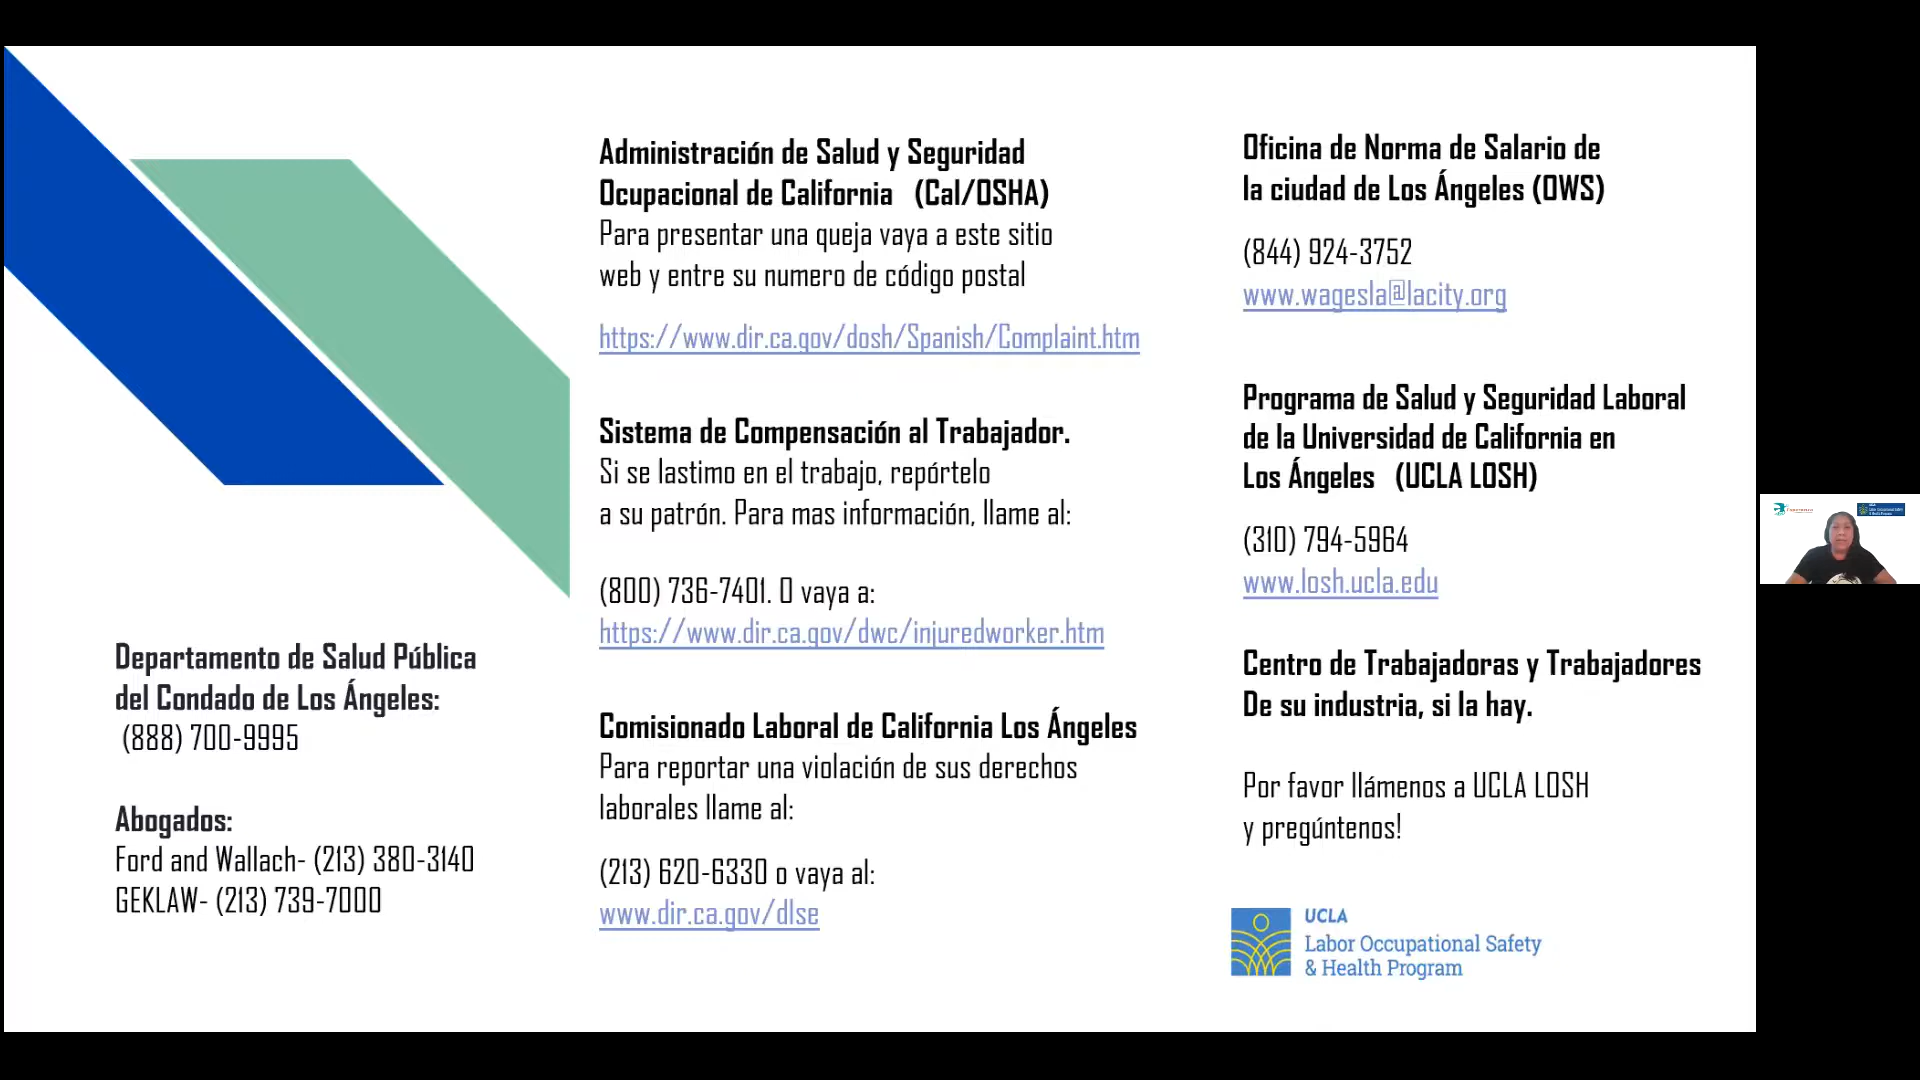 Departamento de Salud Pública
del Condado de Los Ángeles:
(888) 700-9995
Abogados:
Ford and Wallach- (213) 380-3140
GEKLAW- (213) 739-7000
Administración de Salud y Seguridad
Ocupacional de California (Cal/OSHA)
Para presentar una queja vaya a este sitio
web y entre su numero de código postal
https://www.dir.ca.gov/dosh/Spanish/Complaint.htm
Sistema de Compensación al Trabajador.
Si se lastimo en el trabajo, repórtelo
a su patrón. Para mas información, llame al:
(800) 736-7401. O vaya a:
https://www.dir.ca.gov/dwc/injuredworker.htm
Comisionado Laboral de California Los Ángeles
Para reportar una violación de sus derechos
laborales llame al:
(213) 620-6330 o vaya al:
www.dir.ca.gov/dlse
Oficina de Norma de Salario de
la ciudad de Los Ángeles (OWS)
(844) 924-3752
www.wagesla@lacity.org
Programa de Salud y Seguridad Laboral
de la Universidad de California en
Los Ángeles (UCLA LOSH)
(310) 794-5964
www.losh.ucla.edu
Centro de Trabajadoras y Trabajadores
De su industria, si la hay.
Por favor llámenos a UCLA LOSH
y pregúntenos!
UCLA
Labor Occupational Safety
& Health Program